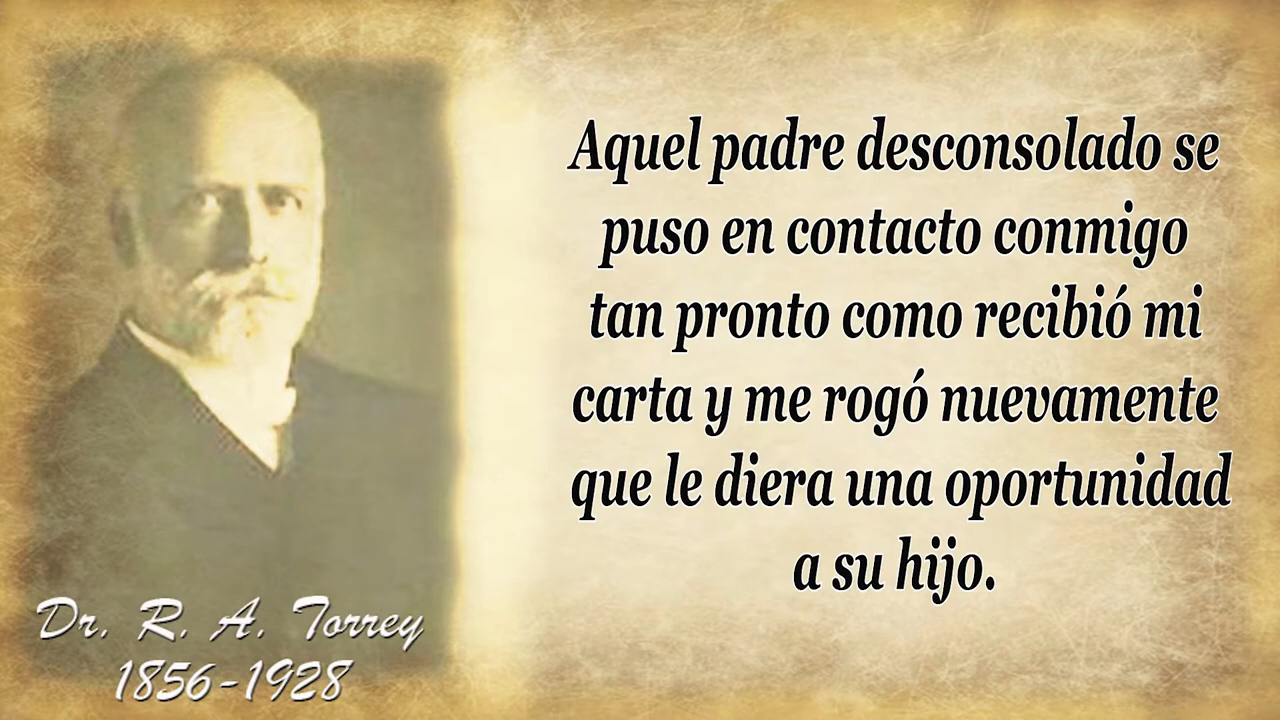 Aquel padre desconsolado se
puso en contacto conmigo
tan pronto como recibió mi
carta y me rogó nuevamente
que le diera una oportunidad
a su hijo.
Dr. R. A. Torrey
1856-1928